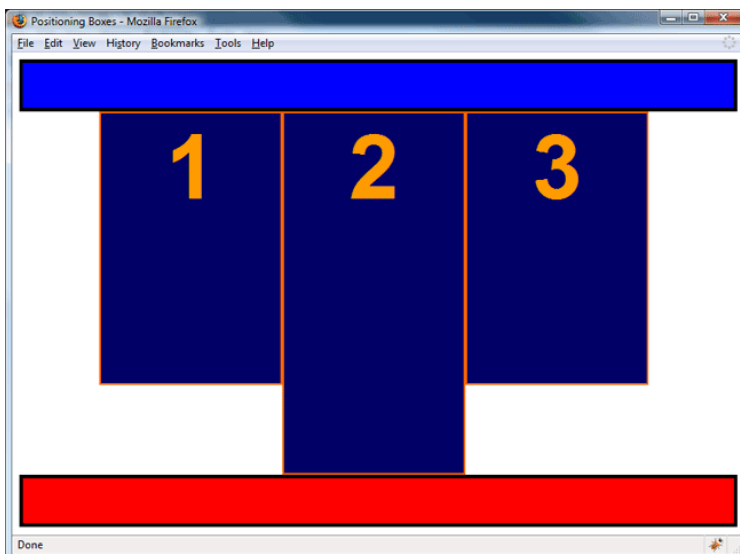 Positioning Boxes - Mozilla Firefox
File Edit View History Bookmarks Tools Help
1 2 3
Done